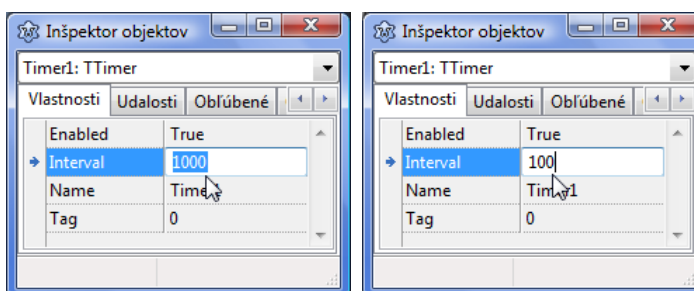 Inšpektor objektov
Timer1: TTimer
Vlastnosti Udalosti Obľúbené
Enabled True
Interval 1000
Name
Tag 0
Inšpektor objektov
Timer1: TTimer
Vlastnosti Udalosti Obľúbené
Enabled True
Interval 100
Name Timer1
Tag 0